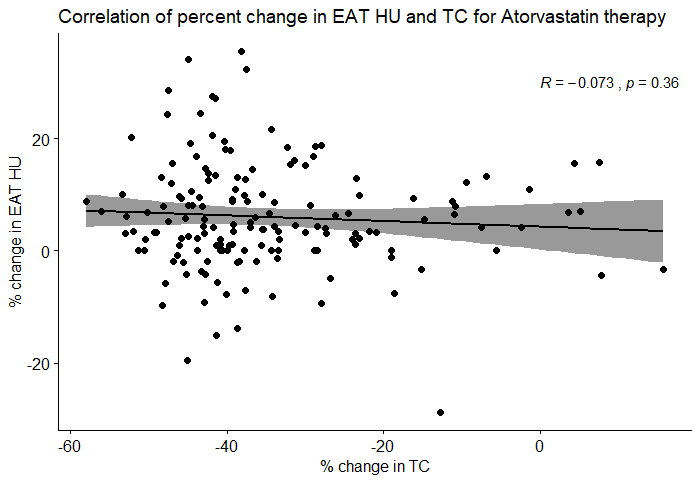 Correlation of percent change in EAT HU and TC for Atorvastatin therapy
R = −0.073 , p = 0.36
% change in EAT HU
20
0
-20
-60
-40
-20
0
% change in TC